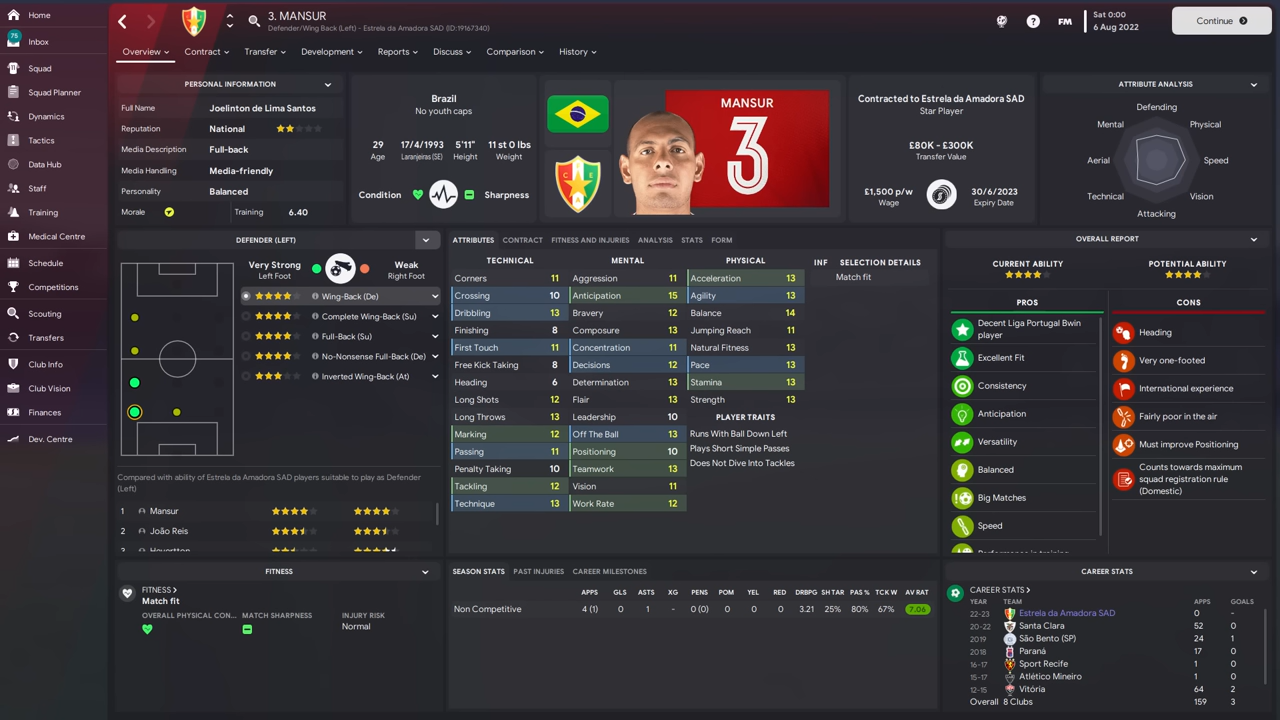 Home
75
Inbox
Squad
Squad Planner
Dynamics
Tactics
Data Hub
Staff
Training
Medical Centre
Schedule
Competitions
Scouting
Transfers
Club Info
Club Vision
Finances
Dev. Centre
3. MANSUR
Defender/Wing Back (Left) - Estrela da Amadora SAD (ID:19167340)
FM
Sat 0:00
6 Aug 2022
Continue
Overview
Contract
Transfer
Development
Reports
Discuss
Comparison
History
PERSONAL INFORMATION
Full Name Joelinton de Lima Santos
Reputation National
Media Description Full-back
Media Handling Media-friendly
Personality Balanced
Morale Training 6.40
Brazil
No youth caps
29 17/4/1993 5'11" 11 st 0 lbs
Age Laranjeiras (SE) Height Weight
Condition Sharpness
MANSUR
3
Contracted to Estrela da Amadora SAD
Star Player
£80K - £300K
Transfer Value
£1,500 p/w 30/6/2023
Wage Expiry Date
ATTRIBUTE ANALYSIS
Defending
Mental Physical
Aerial Speed
Technical Vision
Attacking
DEFENDER (LEFT)
Very Strong Weak
Left Foot Right Foot
Wing-Back (De)
Complete Wing-Back (Su)
Full-Back (Su)
No-Nonsense Full-Back (De)
Inverted Wing-Back (At)
Compared with ability of Estrela da Amadora SAD players suitable to play as Defender
(Left)
1 Mansur
2 João Reis
ATTRIBUTES CONTRACT FITNESS AND INJURIES ANALYSIS STATS FORM
TECHNICAL MENTAL PHYSICAL INF SELECTION DETAILS
Corners 11 Aggression 11 Acceleration 13 Match fit
Crossing 10 Anticipation 15 Agility 13
Dribbling 13 Bravery 12 Balance 14
Finishing 8 Composure 13 Jumping Reach 11
First Touch 11 Concentration 11 Natural Fitness 13
Free Kick Taking 8 Decisions 12 Pace 13
Heading 6 Determination 13 Stamina 13
Long Shots 12 Flair 13 Strength 13
Long Throws 13 Leadership 10 PLAYER TRAITS
Marking 12 Off The Ball 13 Runs With Ball Down Left
Passing 11 Positioning 10 Plays Short Simple Passes
Penalty Taking 10 Teamwork 13 Does Not Dive Into Tackles
Tackling 12 Vision 11
Technique 13 Work Rate 12
OVERALL REPORT
CURRENT ABILITY POTENTIAL ABILITY
PROS
Decent Liga Portugal Bwin
player
Excellent Fit
Consistency
Anticipation
Versatility
Balanced
Big Matches
Speed
CONS
Heading
Very one-footed
International experience
Fairly poor in the air
Must improve Positioning
Counts towards maximum
squad registration rule
(Domestic)
FITNESS
FITNESS
Match fit
OVERALL PHYSICAL CON... MATCH SHARPNESS INJURY RISK
Normal
SEASON STATS PAST INJURIES CAREER MILESTONES
APPS GLS ASTS XG PENS POM YEL RED DRBPG SH TAR PAS % TCK W AV RAT
Non Competitive 4 (1) 0 1 - 0 (0) 0 0 0 3.21 25% 80% 67% 7.06
CAREER STATS
CAREER STATS
YEAR TEAM APPS GOALS
22-23 Estrela da Amadora SAD 0 -
20-22 Santa Clara 52 0
2019 São Bento (SP) 24 1
2018 Paraná 17 0
16-17 Sport Recife 1 0
15-17 Atlético Mineiro 1 0
12-15 Vitória 64 2
Overall 8 Clubs 159 3